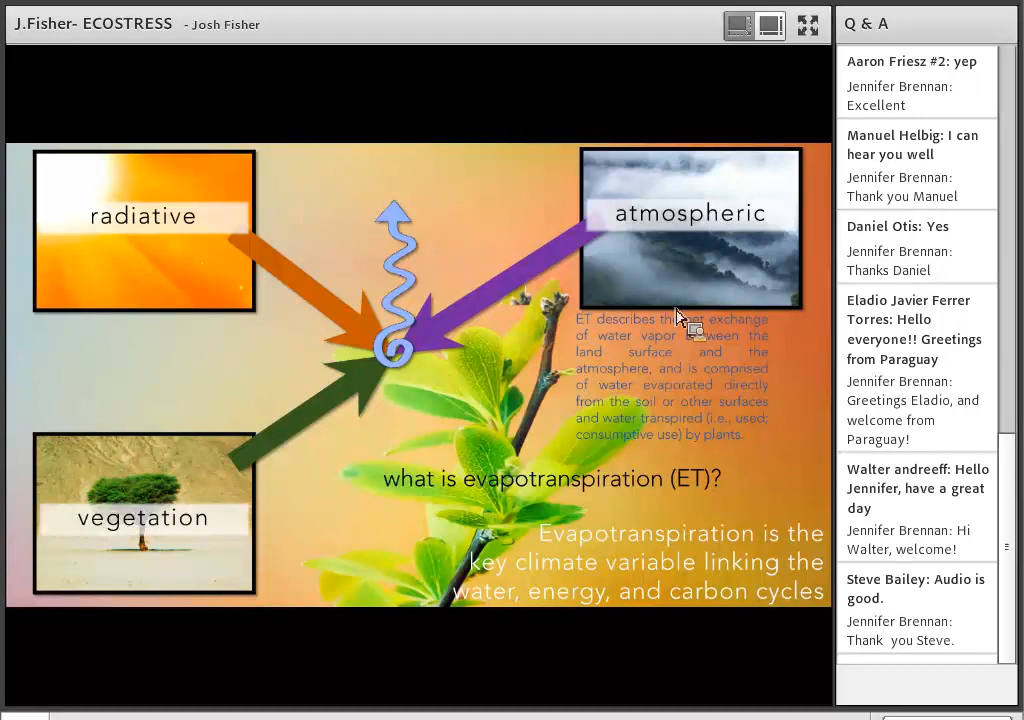 J.Fisher- ECOSTRESS - Josh Fisher
radiative
atmospheric
ET describes the net exchange
of water vapor between the
land surface and the
atmosphere, and is comprised
of water evaporated directly
from the soil or other surfaces
and water transpired (i.e., used;
consumptive use) by plants.
vegetation
what is evapotranspiration (ET)?
Evapotranspiration is the
key climate variable linking the
water, energy, and carbon cycles
Q & A
Aaron Friesz #2: yep
Jennifer Brennan:
Excellent
Manuel Helbig: I can
hear you well
Jennifer Brennan:
Thank you Manuel
Daniel Otis: Yes
Jennifer Brennan:
Thanks Daniel
Eladio Javier Ferrer
Torres: Hello
everyone!! Greetings
from Paraguay
Jennifer Brennan:
Greetings Eladio, and
welcome from
Paraguay!
Walter andreeff: Hello
Jennifer, have a great
day
Jennifer Brennan: Hi
Walter, welcome!
Steve Bailey: Audio is
good.
Jennifer Brennan:
Thank you Steve.